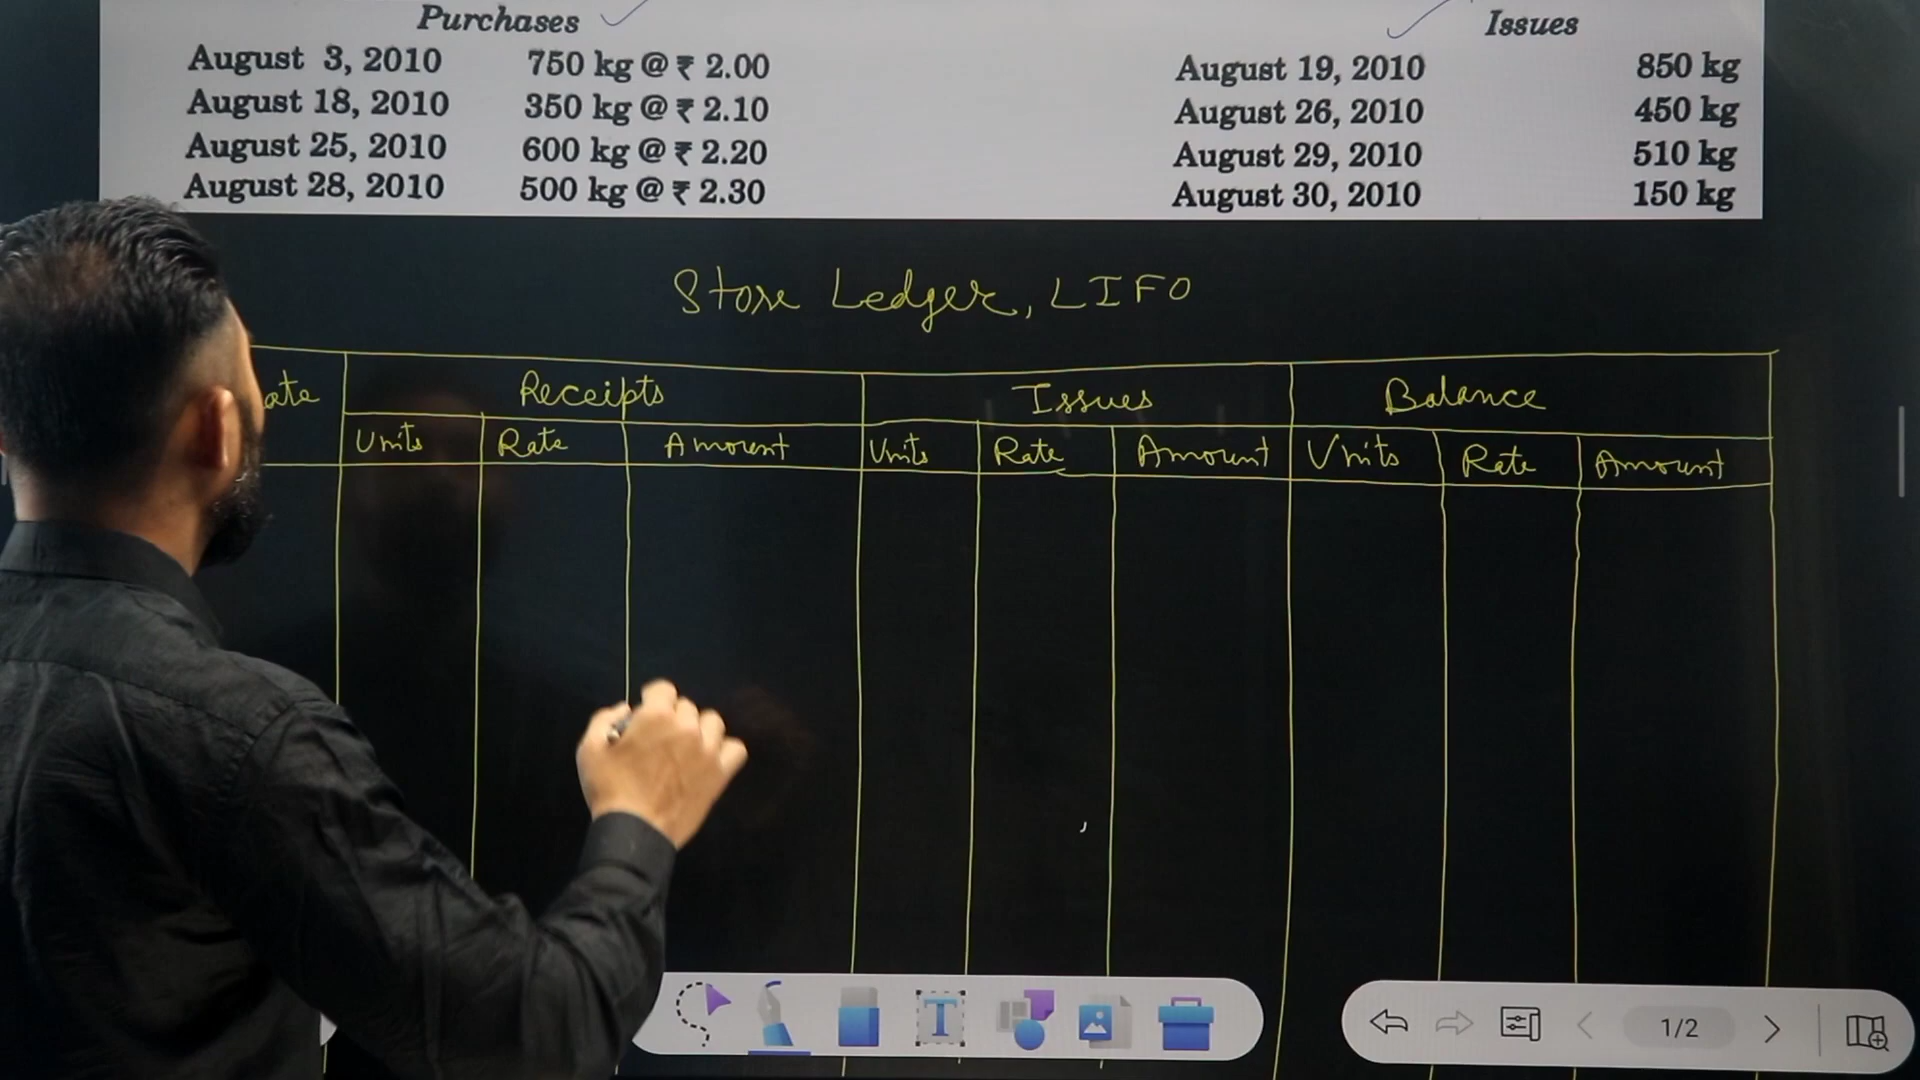 Purchases Issues
August 3, 2010 750 kg @ ₹ 2.00 August 19, 2010 850 kg
August 18, 2010 350 kg @ ₹ 2.10 August 26, 2010 450 kg
August 25, 2010 600 kg @ ₹ 2.20 August 29, 2010 510 kg
August 28, 2010 500 kg @ ₹ 2.30 August 30, 2010 150 kg
Store Ledger, LIFO
ate Receipts Issues Balance
Units Rate Amount Units Rate Amount Units Rate Amount
T
1/2